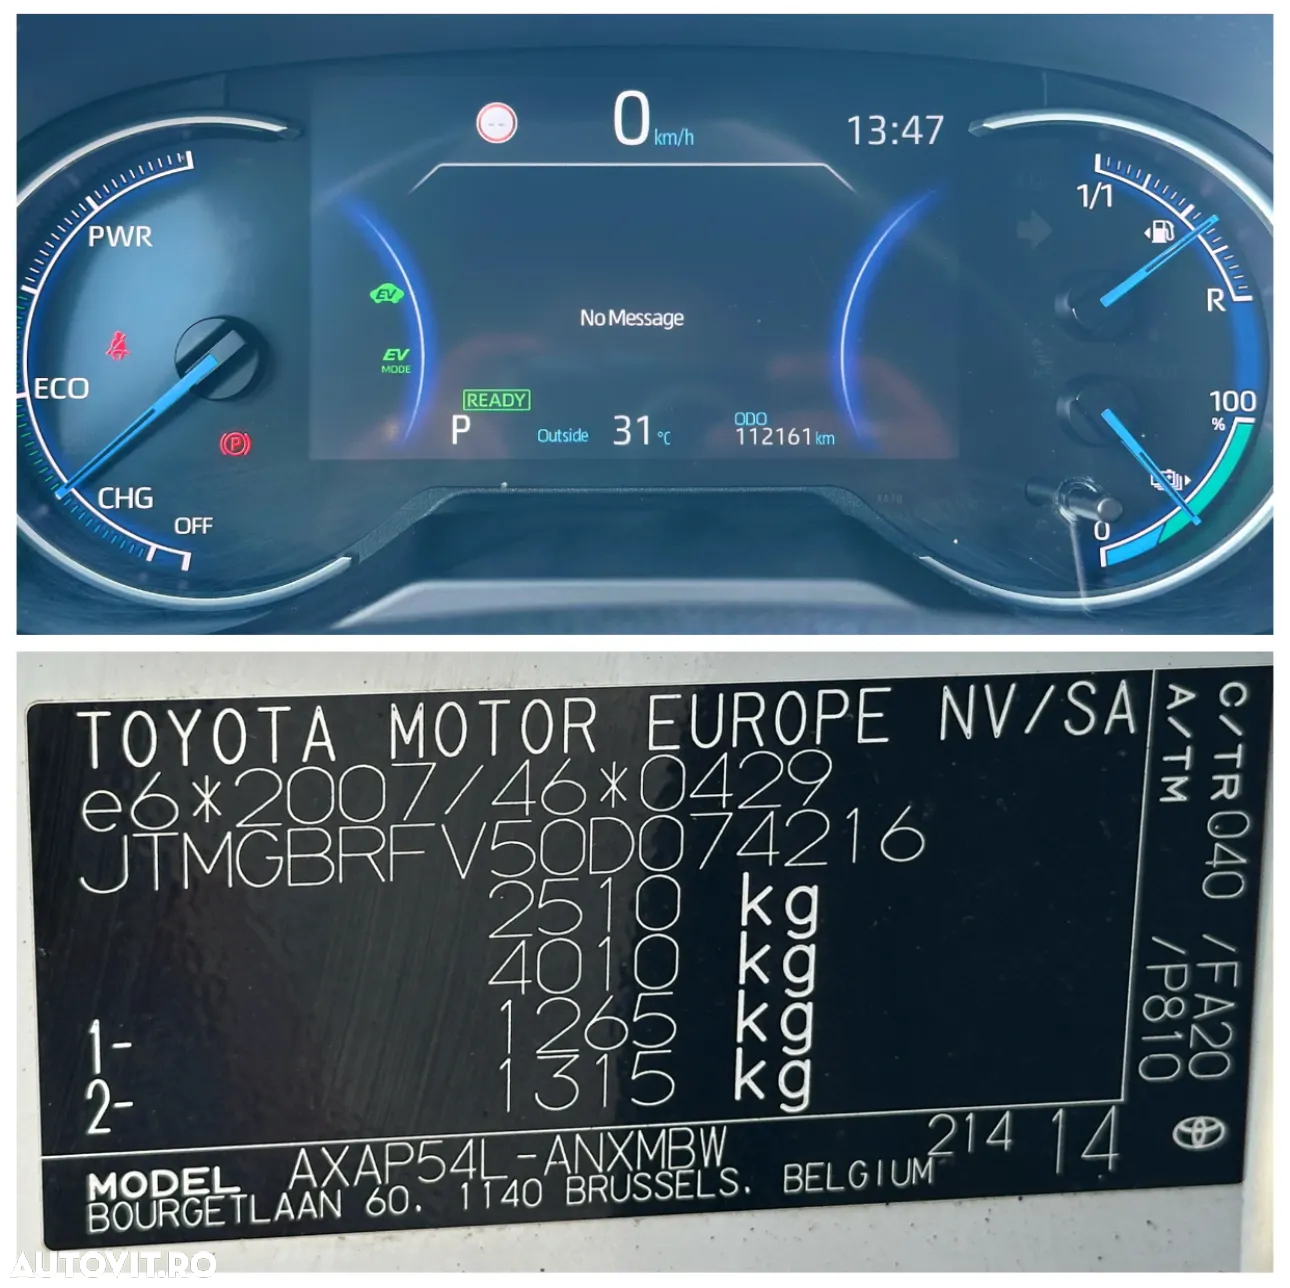 0 km/h
13:47
PWR
ECO
CHG
OFF
EV
EV
MODE
No Message
READY
P
Outside 31 °C
ODO
112161 km
1/1
R
100
%
0
TOYOTA MOTOR EUROPE NV/SA
e6*2007/46*0429
JTMGBRFV50D074216
2510 kg
4010 kg
1- 1265 kg
2- 1315 kg
MODEL AXAP54L-ANXMBW 214 14
BOURGETLAAN 60. 1140 BRUSSELS. BELGIUM
C/TR 040 /FA20
A/TM /P810
AUTOVIT.RO